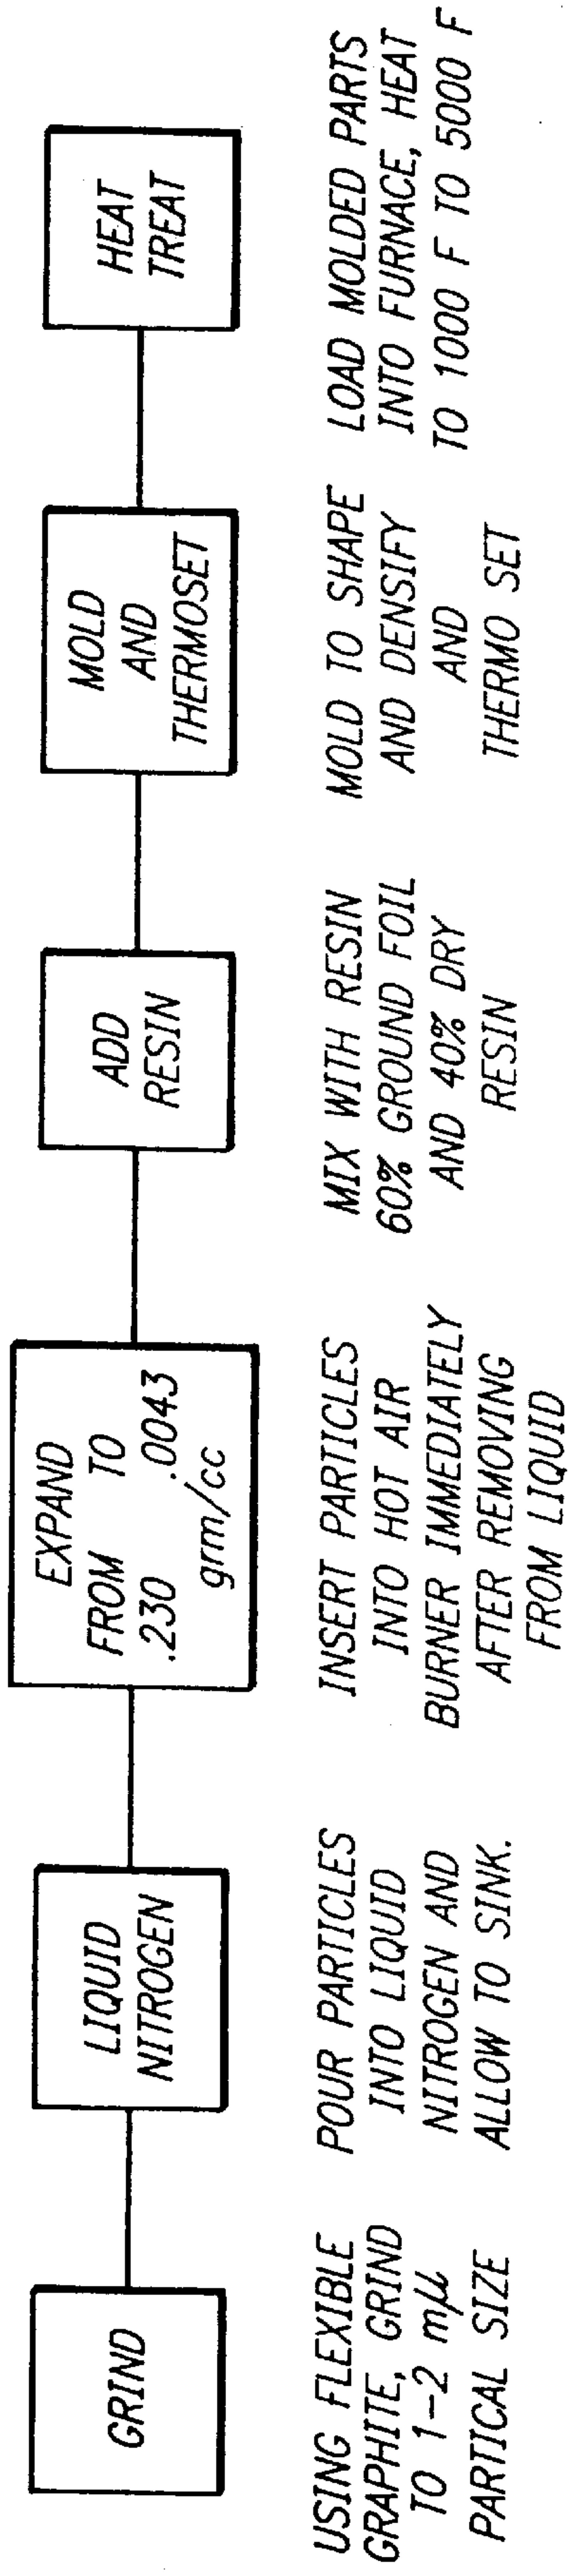 GRIND
USING FLEXIBLE
GRAPHITE, GRIND
TO 1-2 mμ
PARTICAL SIZE
LIQUID
NITROGEN
POUR PARTICLES
INTO LIQUID
NITROGEN AND
ALLOW TO SINK.
EXPAND
FROM TO
.230 .0043
grm/cc
INSERT PARTICLES
INTO HOT AIR
BURNER IMMEDIATELY
AFTER REMOVING
FROM LIQUID
ADD
RESIN
MIX WITH RESIN
60% GROUND FOIL
AND 40% DRY
RESIN
MOLD
AND
THERMOSET
MOLD TO SHAPE
AND DENSIFY
AND
THERMO SET
HEAT
TREAT
LOAD MOLDED PARTS
INTO FURNACE, HEAT
TO 1000 F TO 5000 F